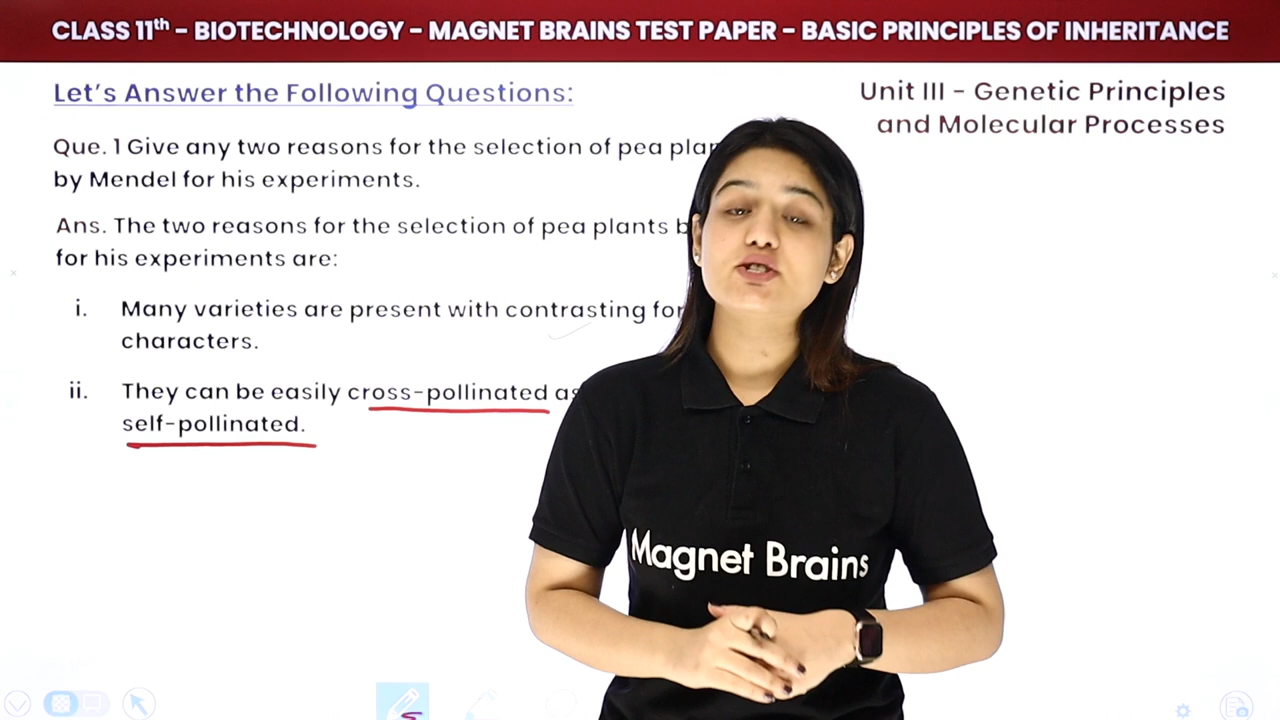 CLASS 11th - BIOTECHNOLOGY - MAGNET BRAINS TEST PAPER - BASIC PRINCIPLES OF INHERITANCE
Let's Answer the Following Questions:
Unit III - Genetic Principles
and Molecular Processes
Que. 1 Give any two reasons for the selection of pea
by Mendel for his experiments.
Ans. The two reasons for the selection of pea plants
for his experiments are:
i. Many varieties are present with contrasting
characters.
ii. They can be easily cross-pollinated
self-pollinated.
Magnet Brains